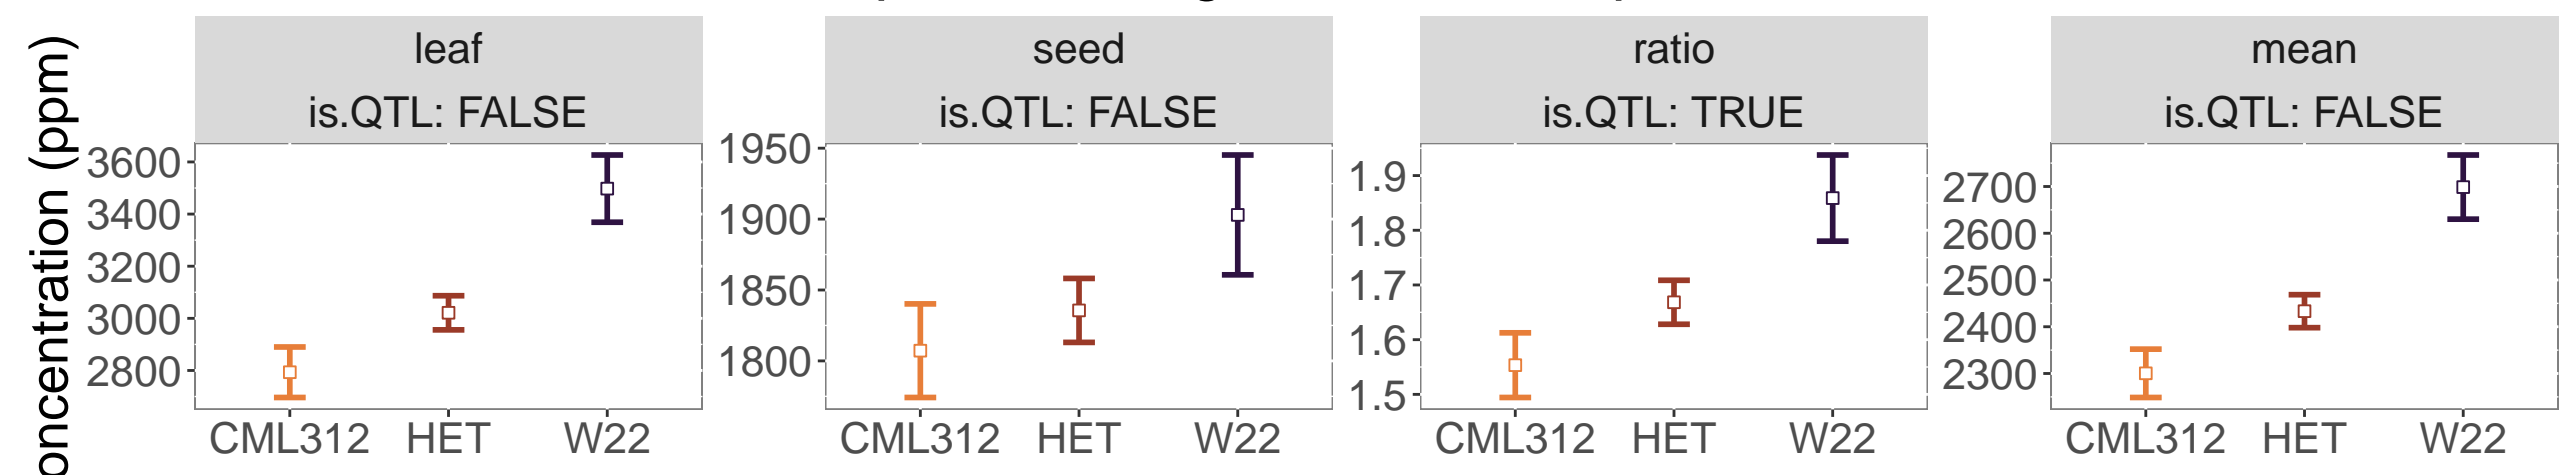 leaf
is.QTL: FALSE
seed
is.QTL: FALSE
ratio
is.QTL: TRUE
mean
is.QTL: FALSE
(ppm)
3600
3400
3200
3000
2800
1950
1900
1850
1800
1.9
1.8
1.7
1.6
1.5
2700
2600
2500
2400
2300
CML312 HET W22
CML312 HET W22
CML312 HET W22
CML312 HET W22